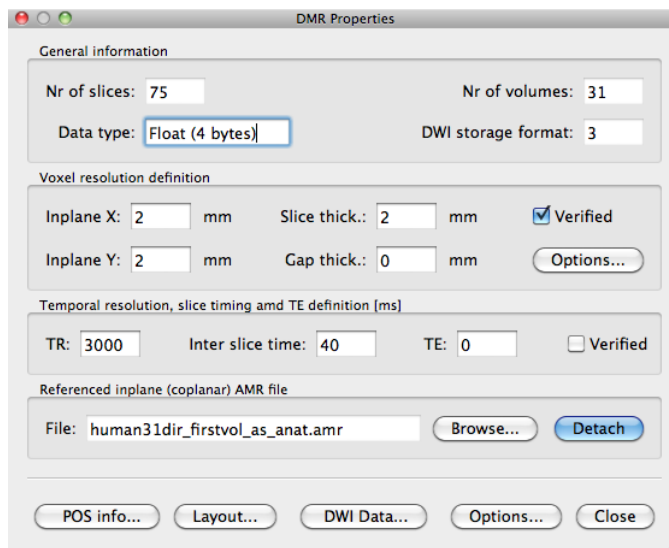 DMR Properties
General information
Nr of slices: 75 Nr of volumes: 31
Data type: Float (4 bytes) DWI storage format: 3
Voxel resolution definition
Inplane X: 2 mm Slice thick.: 2 mm Verified
Inplane Y: 2 mm Gap thick.: 0 mm Options...
Temporal resolution, slice timing amd TE definition [ms]
TR: 3000 Inter slice time: 40 TE: 0 Verified
Referenced inplane (coplanar) AMR file
File: human31dir_firstvol_as_anat.amr Browse... Detach
POS info... Layout... DWI Data... Options... Close